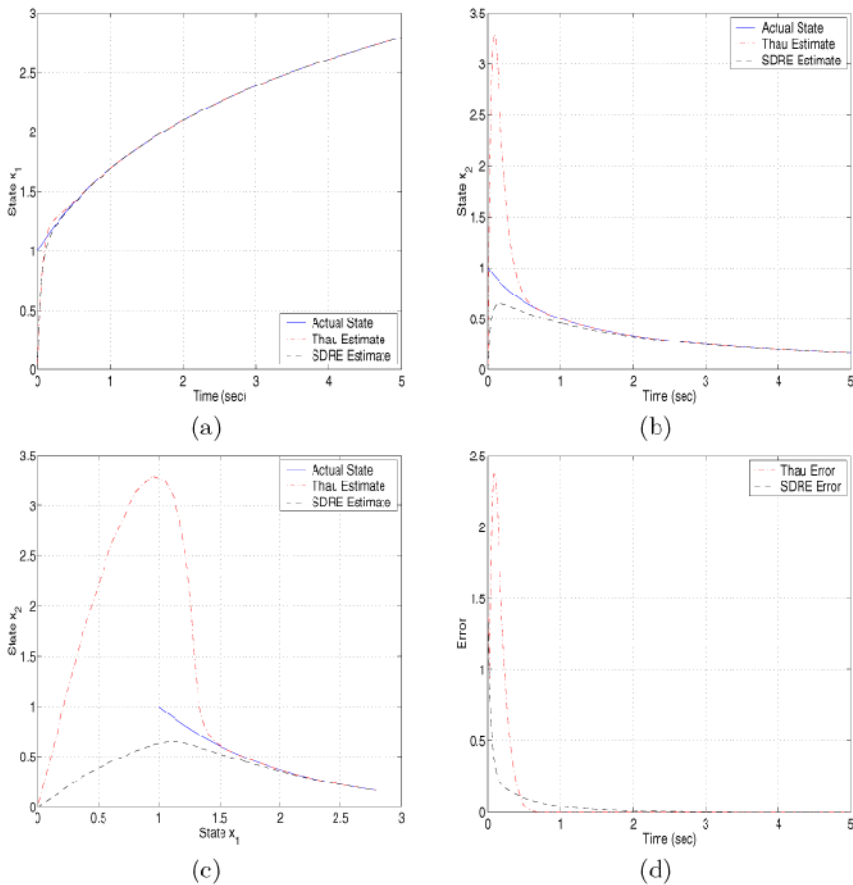 3
2.5
2
1.5
1
0.5
0
State x1
0 1 2 3 4 5
Time (sec)
Actual State
Thau Estimate
SDRE Estimate
(a)
3.5
3
2.5
2
1.5
1
0.5
0
State x2
0 1 2 3 4 5
Time (sec)
Actual State
Thau Estimate
SDRE Estimate
(b)
3.5
3
2.5
2
1.5
1
0.5
0
State x2
0 0.5 1 1.5 2 2.5 3
State x1
Actual State
Thau Estimate
SDRE Estimate
(c)
2.5
2
1.5
1
0.5
0
Error
0 1 2 3 4 5
Time (sec)
Thau Error
SDRE Error
(d)